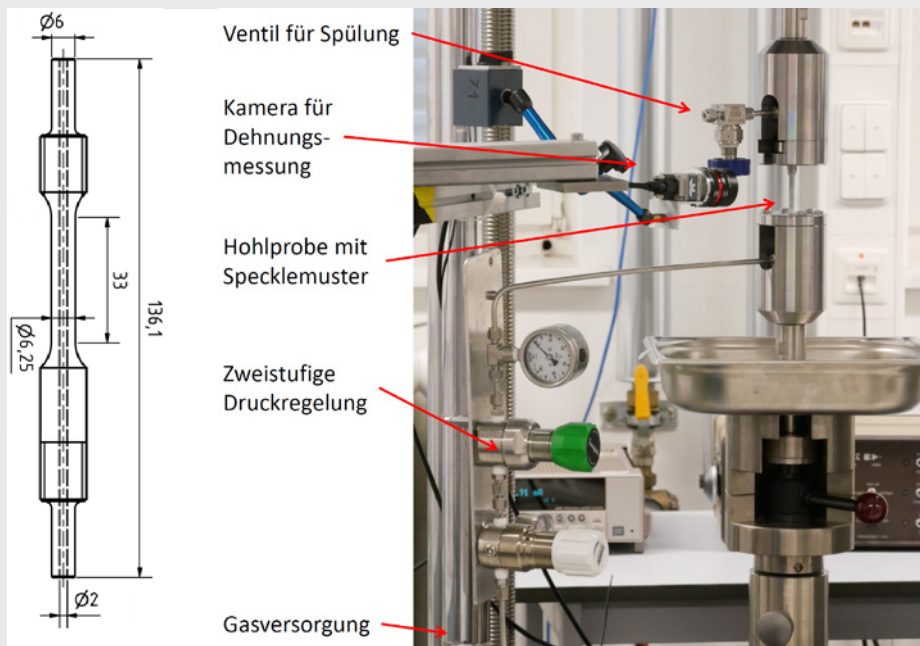 Ø6
33
136,1
Ø6,25
Ø2
Ventil für Spülung
Kamera für
Dehnungs-
messung
Hohlprobe mit
Specklemuster
Zweistufige
Druckregelung
Gasversorgung